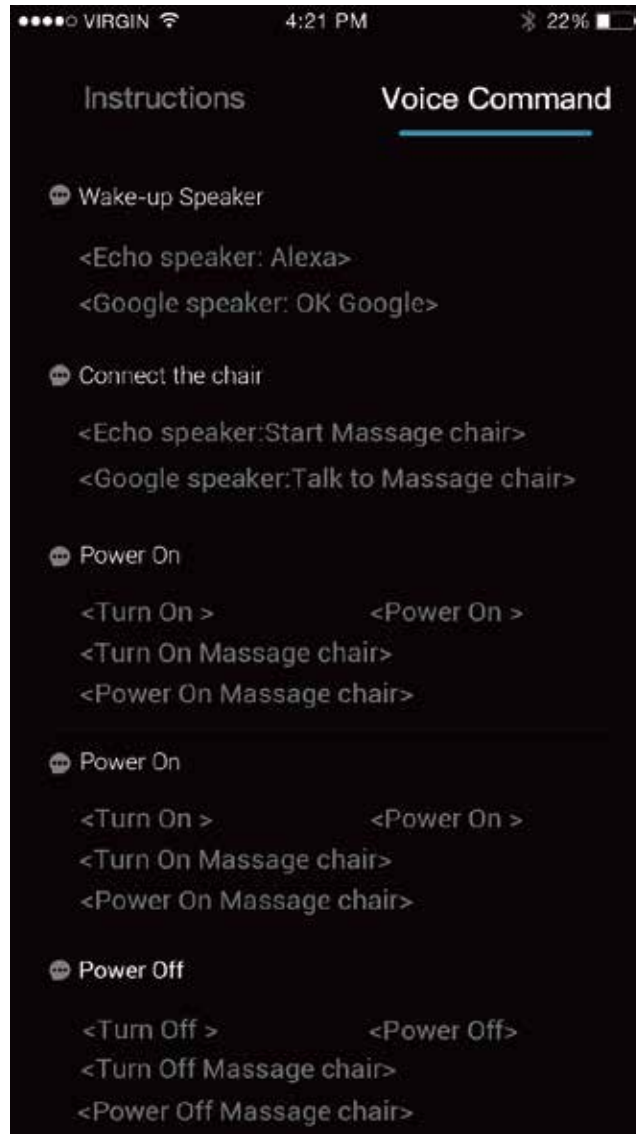 VIRGIN 4:21 PM 22%
Instructions Voice Command
Wake-up Speaker
<Echo speaker: Alexa>
<Google speaker: OK Google>
Connect the chair
<Echo speaker:Start Massage chair>
<Google speaker:Talk to Massage chair>
Power On
<Turn On > <Power On >
<Turn On Massage chair>
<Power On Massage chair>
Power On
<Turn On > <Power On >
<Turn On Massage chair>
<Power On Massage chair>
Power Off
<Turn Off > <Power Off>
<Turn Off Massage chair>
<Power Off Massage chair>